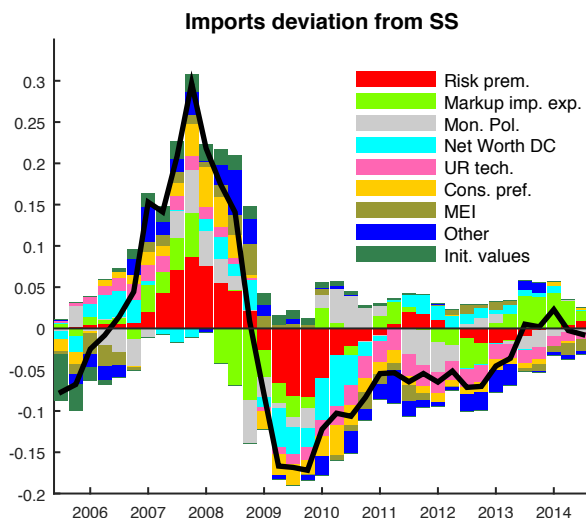 Imports deviation from SS
0.3
0.25
0.2
0.15
0.1
0.05
0
-0.05
-0.1
-0.15
-0.2
Risk prem.
Markup imp. exp.
Mon. Pol.
Net Worth DC
UR tech.
Cons. pref.
MEI
Other
Init. values
2006 2007 2008 2009 2010 2011 2012 2013 2014